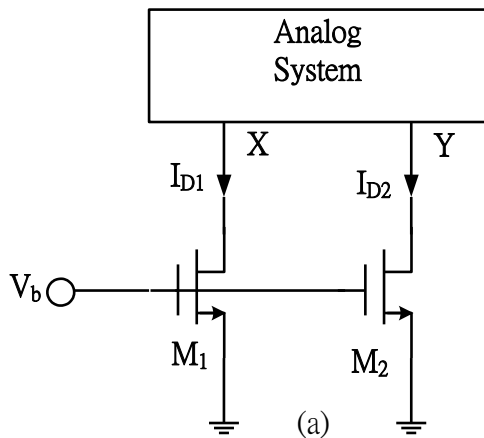 Analog
System
X
Y
I_D1
I_D2
V_b
M_1
M_2
(a)